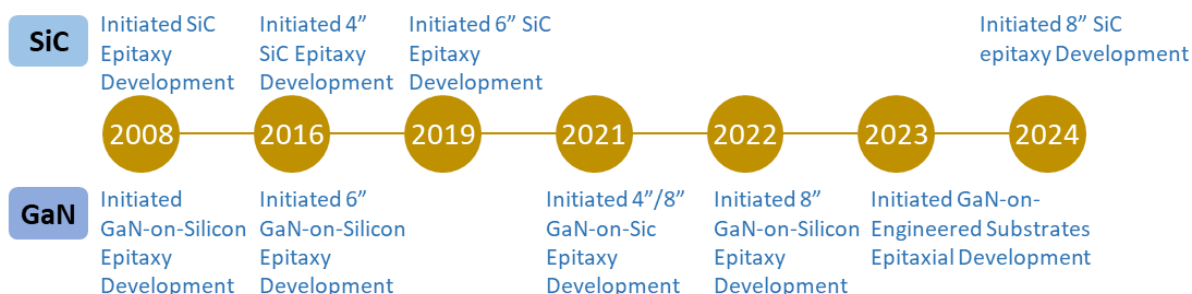 SiC
Initiated SiC
Epitaxy
Development
Initiated 4”
SiC Epitaxy
Development
Initiated 6” SiC
Epitaxy
Development
Initiated 8” SiC
epitaxy Development
2008
2016
2019
2021
2022
2023
2024
GaN
Initiated
GaN-on-Silicon
Epitaxy
Development
Initiated 6”
GaN-on-Silicon
Epitaxy
Development
Initiated 4”/8”
GaN-on-Sic
Epitaxy
Development
Initiated 8”
GaN-on-Silicon
Epitaxy
Development
Initiated GaN-on-
Engineered Substrates
Epitaxial Development